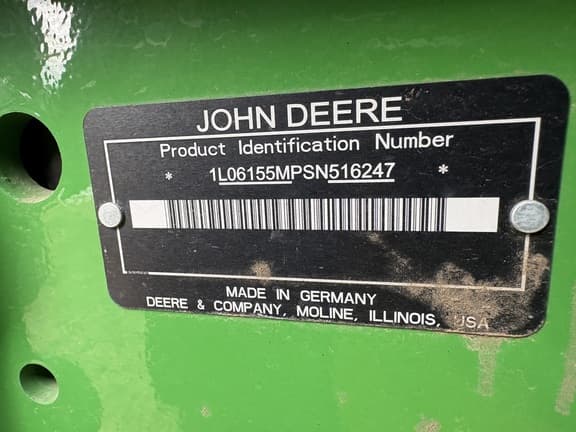 JOHN DEERE
Product Identification Number
* 1L06155MPSN516247 *
MADE IN GERMANY
DEERE & COMPANY, MOLINE, ILLINOIS, USA